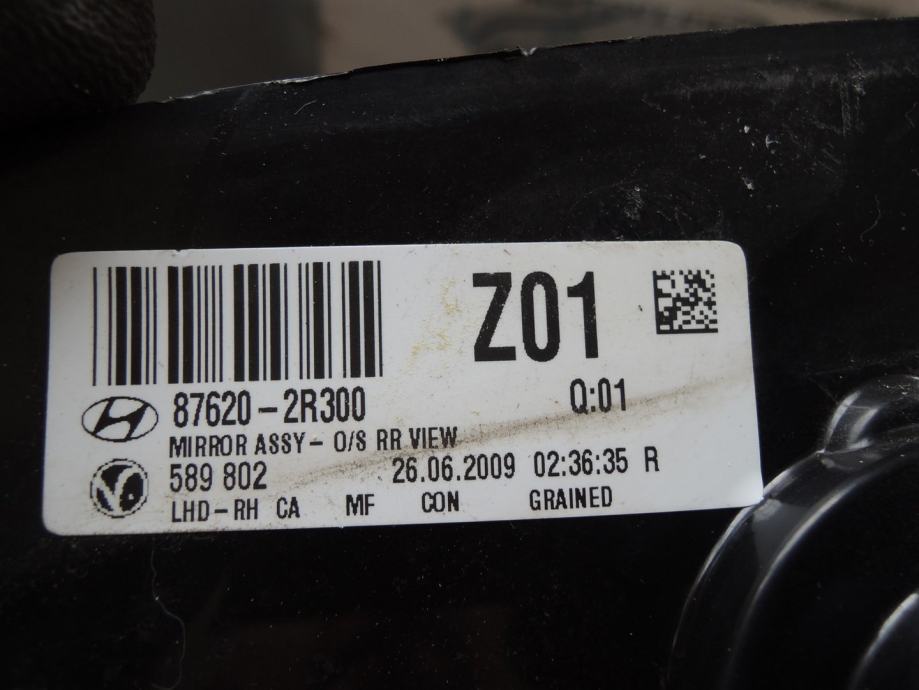 Z01
87620-2R300 Q:01
MIRROR ASSY- O/S RR VIEW
589 802 26.06.2009 02:36:35 R
LHD-RH CA MF CON GRAINED